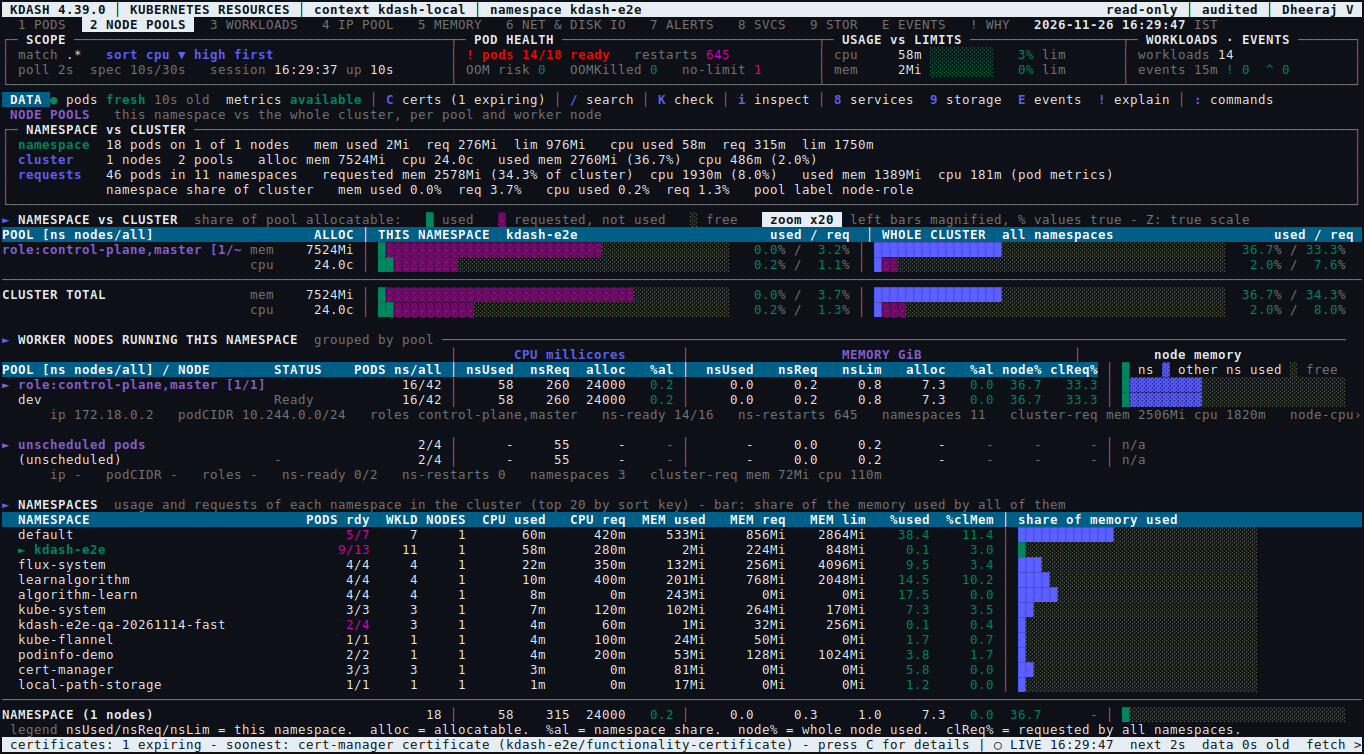 KDASH 4.39.0 │ KUBERNETES RESOURCES │ context kdash-local │ namespace kdash-e2e read-only │ audited │ Dheeraj V
1 PODS 2 NODE POOLS 3 WORKLOADS 4 IP POOL 5 MEMORY 6 NET & DISK IO 7 ALERTS 8 SVCS 9 STOR E EVENTS ! WHY 2026-11-26 16:29:47 IST
SCOPE POD HEALTH USAGE vs LIMITS WORKLOADS · EVENTS
match .* sort cpu ▼ high first │ ! pods 14/18 ready restarts 645 │ cpu 58m 3% lim │ workloads 14
poll 2s spec 10s/30s session 16:29:37 up 10s │ OOM risk 0 OOMKilled 0 no-limit 1 │ mem 2Mi 0% lim │ events 15m ! 0 ^ 0
DATA ● pods fresh 10s old metrics available │ C certs (1 expiring) │ / search │ K check │ i inspect │ 8 services 9 storage E events ! explain │ : commands
NODE POOLS this namespace vs the whole cluster, per pool and worker node
NAMESPACE vs CLUSTER
namespace 18 pods on 1 of 1 nodes mem used 2Mi req 276Mi lim 976Mi cpu used 58m req 315m lim 1750m
cluster 1 nodes 2 pools alloc mem 7524Mi cpu 24.0c used mem 2760Mi (36.7%) cpu 486m (2.0%)
requests 46 pods in 11 namespaces requested mem 2578Mi (34.3% of cluster) cpu 1930m (8.0%) used mem 1389Mi cpu 181m (pod metrics)
namespace share of cluster mem used 0.0% req 3.7% cpu used 0.2% req 1.3% pool label node-role
► NAMESPACE vs CLUSTER share of pool allocatable: used requested, not used free zoom x20 left bars magnified, % values true - Z: true scale
POOL [ns nodes/all] ALLOC │ THIS NAMESPACE kdash-e2e used / req │ WHOLE CLUSTER all namespaces used / req
role:control-plane,master [1/~ mem 7524Mi │ 0.0% / 3.2% │ 36.7% / 33.3%
cpu 24.0c │ 0.2% / 1.1% │ 2.0% / 7.6%
CLUSTER TOTAL mem 7524Mi │ 0.0% / 3.7% │ 36.7% / 34.3%
cpu 24.0c │ 0.2% / 1.3% │ 2.0% / 8.0%
► WORKER NODES RUNNING THIS NAMESPACE grouped by pool
│ CPU millicores │ MEMORY GiB │ node memory
POOL [ns nodes/all] / NODE STATUS PODS ns/all │ nsUsed nsReq alloc %al │ nsUsed nsReq nsLim alloc %al node% clReq% │ ns other ns used free
► role:control-plane,master [1/1] 16/42 │ 58 260 24000 0.2 │ 0.0 0.2 0.8 7.3 0.0 36.7 33.3 │
dev Ready 16/42 │ 58 260 24000 0.2 │ 0.0 0.2 0.8 7.3 0.0 36.7 33.3 │
ip 172.18.0.2 podCIDR 10.244.0.0/24 roles control-plane,master ns-ready 14/16 ns-restarts 645 namespaces 11 cluster-req mem 2506Mi cpu 1820m node-cpu›
► unscheduled pods 2/4 │ - 55 - - │ - 0.0 0.2 - - - - │ n/a
(unscheduled) - 2/4 │ - 55 - - │ - 0.0 0.2 - - - - │ n/a
ip - podCIDR - roles - ns-ready 0/2 ns-restarts 0 namespaces 3 cluster-req mem 72Mi cpu 110m
► NAMESPACES usage and requests of each namespace in the cluster (top 20 by sort key) - bar: share of the memory used by all of them
NAMESPACE PODS rdy WKLD NODES CPU used CPU req MEM used MEM req MEM lim %used %clMem │ share of memory used
default 5/7 7 1 60m 420m 533Mi 856Mi 2864Mi 38.4 11.4 │
► kdash-e2e 9/13 11 1 58m 280m 2Mi 224Mi 848Mi 0.1 3.0 │
flux-system 4/4 4 1 22m 350m 132Mi 256Mi 4096Mi 9.5 3.4 │
learnalgorithm 4/4 4 1 10m 400m 201Mi 768Mi 2048Mi 14.5 10.2 │
algorithm-learn 4/4 4 1 8m 0m 243Mi 0Mi 0Mi 17.5 0.0 │
kube-system 3/3 3 1 7m 120m 102Mi 264Mi 170Mi 7.3 3.5 │
kdash-e2e-qa-20261114-fast 2/4 3 1 4m 60m 1Mi 32Mi 256Mi 0.1 0.4 │
kube-flannel 1/1 1 1 4m 100m 24Mi 50Mi 0Mi 1.7 0.7 │
podinfo-demo 2/2 1 1 4m 200m 53Mi 128Mi 1024Mi 3.8 1.7 │
cert-manager 3/3 3 1 3m 0m 81Mi 0Mi 0Mi 5.8 0.0 │
local-path-storage 1/1 1 1 1m 0m 17Mi 0Mi 0Mi 1.2 0.0 │
NAMESPACE (1 nodes) 18 │ 58 315 24000 0.2 │ 0.0 0.3 1.0 7.3 0.0 36.7 - │
legend nsUsed/nsReq/nsLim = this namespace. alloc = allocatable. %al = namespace share. node% = whole node used. clReq% = requested by all namespaces.
certificates: 1 expiring - soonest: cert-manager certificate (kdash-e2e/functionality-certificate) - press C for details │ ○ LIVE 16:29:47 next 2s data 0s old fetch >